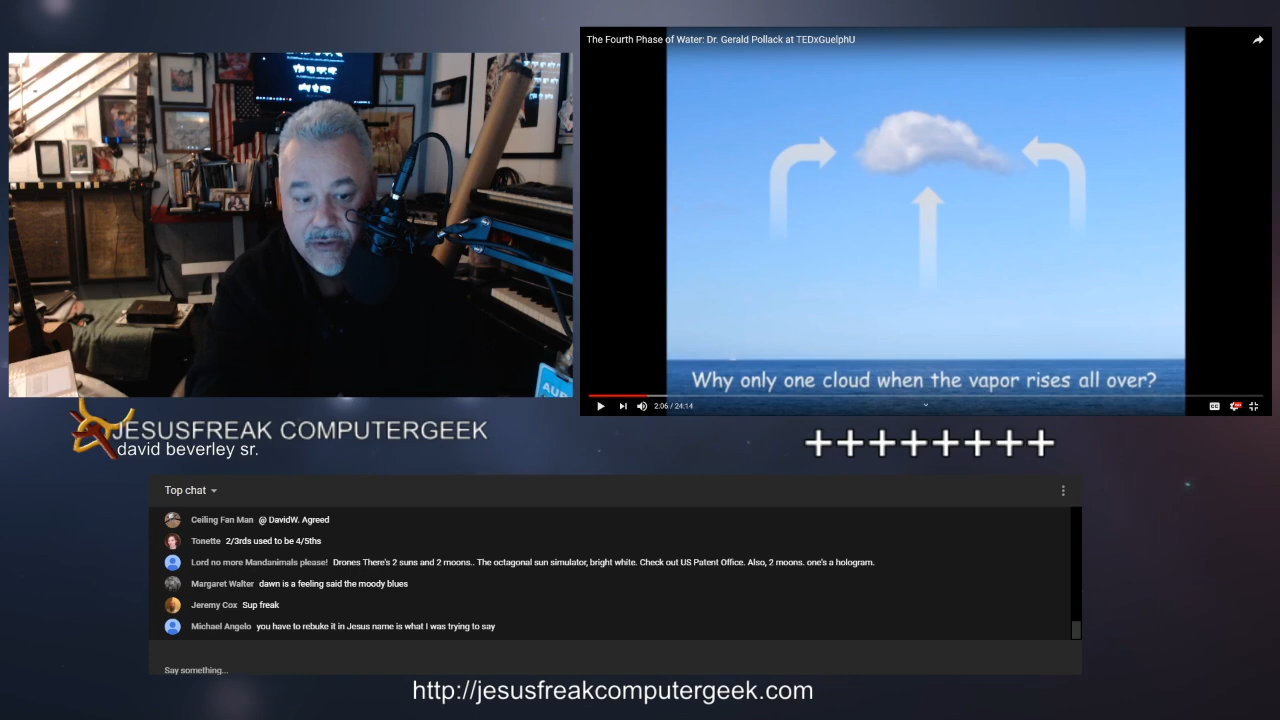 The Fourth Phase of Water: Dr. Gerald Pollack at TEDxGuelphU
Why only one cloud when the vapor rises all over?
2:06 / 24:14
CC
JESUSFREAK COMPUTERGEEK
david beverley sr.
++++++++
Top chat
Ceiling Fan Man @ DavidW. Agreed
Tonette 2/3rds used to be 4/5ths
Lord no more Mandanimals please! Drones There's 2 suns and 2 moons.. The octagonal sun simulator, bright white. Check out US Patent Office. Also, 2 moons. one's a hologram.
Margaret Walter dawn is a feeling said the moody blues
Jeremy Cox Sup freak
Michael Angelo you have to rebuke it in Jesus name is what I was trying to say
Say something...
http://jesusfreakcomputergeek.com